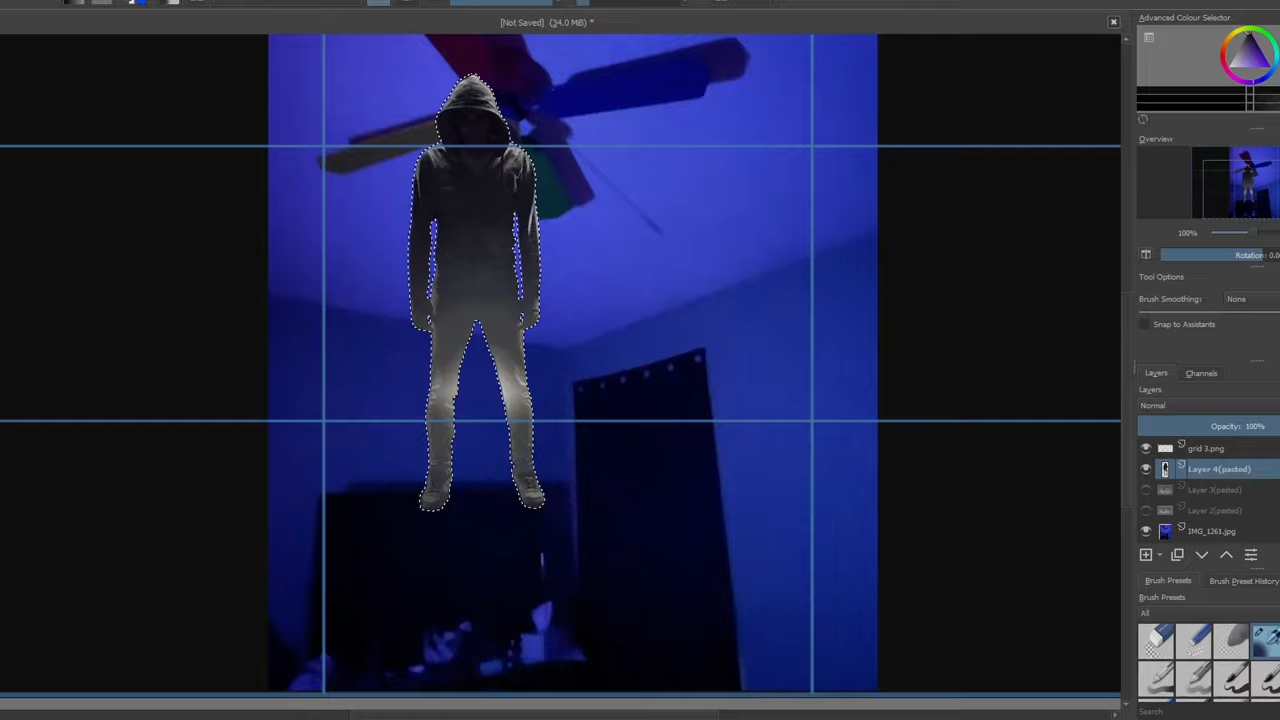 [Not Saved] (34.0 MiB) *
Advanced Colour Selector
Overview
100%
Rotation: 0.0
Tool Options
Brush Smoothing: None
Snap to Assistants
Layers Channels
Layers
Normal
Opacity: 100%
grid 3.png
Layer 4(pasted)
Layer 3(pasted)
Layer 2(pasted)
IMG_1261.jpg
Brush Presets Brush Preset History
Brush Presets
All
Search